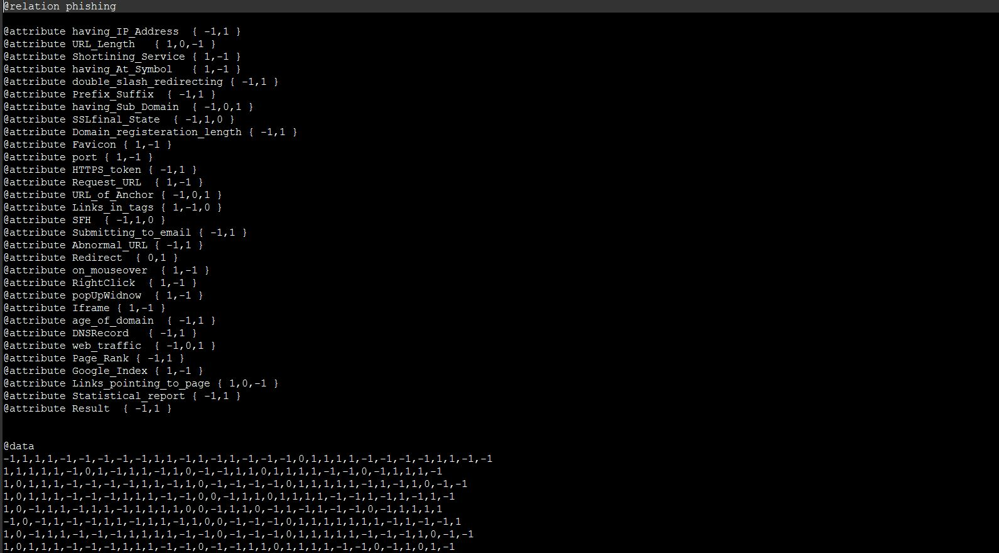 @relation phishing
@attribute having_IP_Address  { -1,1 }
@attribute URL_Length   { 1,0,-1 }
@attribute Shortining_Service { 1,-1 }
@attribute having_At_Symbol   { 1,-1 }
@attribute double_slash_redirecting { -1,1 }
@attribute Prefix_Suffix  { -1,1 }
@attribute having_Sub_Domain  { -1,0,1 }
@attribute SSLfinal_State  { -1,1,0 }
@attribute Domain_registeration_length { -1,1 }
@attribute Favicon { 1,-1 }
@attribute port { 1,-1 }
@attribute HTTPS_token { -1,1 }
@attribute Request_URL  { 1,-1 }
@attribute URL_of_Anchor { -1,0,1 }
@attribute Links_in_tags { 1,-1,0 }
@attribute SFH  { -1,1,0 }
@attribute Submitting_to_email { -1,1 }
@attribute Abnormal_URL { -1,1 }
@attribute Redirect  { 0,1 }
@attribute on_mouseover  { 1,-1 }
@attribute RightClick  { 1,-1 }
@attribute popUpWidnow  { 1,-1 }
@attribute Iframe { 1,-1 }
@attribute age_of_domain  { -1,1 }
@attribute DNSRecord   { -1,1 }
@attribute web_traffic  { -1,0,1 }
@attribute Page_Rank { -1,1 }
@attribute Google_Index { 1,-1 }
@attribute Links_pointing_to_page { 1,0,-1 }
@attribute Statistical_report { -1,1 }
@attribute Result  { -1,1 }
@data
-1,1,1,1,-1,-1,-1,-1,-1,1,1,-1,1,-1,1,-1,-1,-1,0,1,1,1,1,-1,-1,-1,-1,1,1,-1,-1
1,1,1,1,1,-1,0,1,-1,1,1,-1,1,0,-1,-1,1,1,0,1,1,1,1,-1,-1,0,-1,1,1,1,-1
1,0,1,1,1,-1,-1,-1,-1,1,1,-1,1,0,-1,-1,-1,-1,0,1,1,1,1,1,-1,1,-1,1,0,-1,-1
1,0,1,1,1,-1,-1,-1,1,1,1,-1,-1,0,0,-1,1,1,0,1,1,1,1,-1,-1,1,-1,1,-1,1,-1
1,0,-1,1,1,-1,1,1,-1,1,1,1,1,0,0,-1,1,1,0,-1,1,-1,1,-1,-1,0,-1,1,1,1,1
-1,0,-1,1,-1,-1,1,1,-1,1,1,-1,1,0,0,-1,-1,-1,0,1,1,1,1,1,1,1,-1,1,-1,-1,1
1,0,-1,1,1,-1,-1,-1,1,1,1,1,-1,-1,0,-1,-1,-1,0,1,1,1,1,1,-1,-1,-1,1,0,-1,-1
1,0,1,1,1,-1,-1,-1,1,1,1,-1,-1,0,-1,-1,1,1,0,1,1,1,1,-1,-1,0,-1,1,0,1,-1